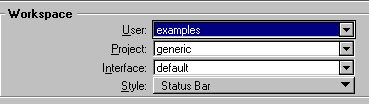 Workspace
User: examples
Project: generic
Interface: default
Style: Status Bar